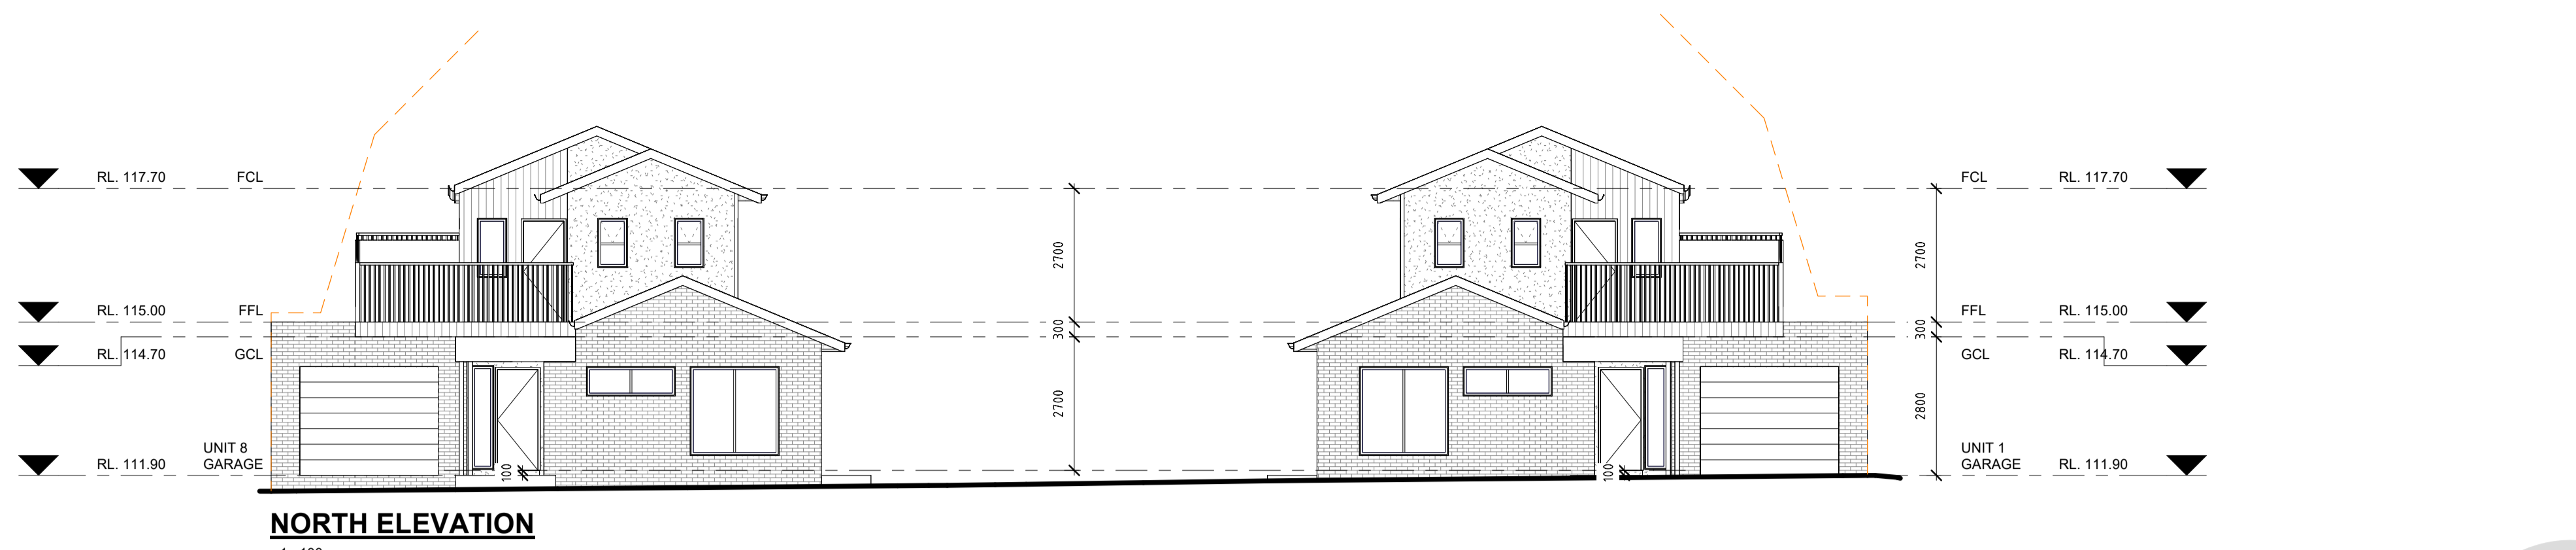 RL. 117.70 FCL
FCL RL. 117.70
2700
2700
RL. 115.00 FFL
FFL RL. 115.00
300
300
RL. 114.70 GCL
GCL RL. 114.70
2700
2800
UNIT 8
RL. 111.90 GARAGE
100
100
UNIT 1
GARAGE RL. 111.90
NORTH ELEVATION